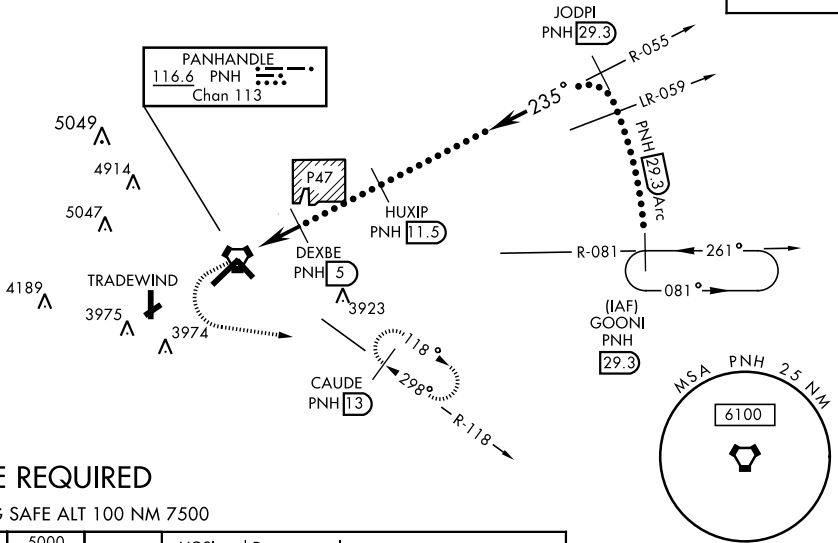 JODPI
PNH 29.3
R-055
LR-059
235°
PANHANDLE
116.6 PNH
Chan 113
5049
4914
5047
4189
TRADEWIND
3975
3974
P47
HUXIP
PNH 11.5
DEXBE
PNH 5
3923
PNH 29.3 Arc
R-081
261°
081°
(IAF)
GOONI
PNH
29.3
118°
298°
CAUDE
PNH 13
R-118
MSA PNH 25 NM
6100
E REQUIRED
G SAFE ALT 100 NM 7500
5000